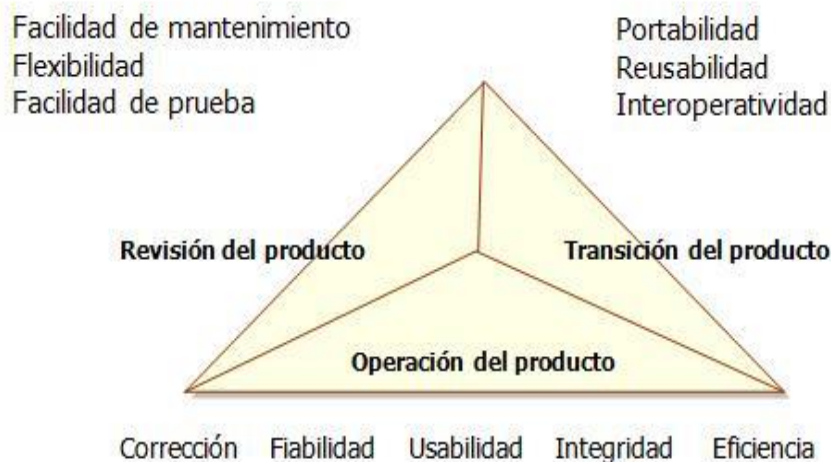 Facilidad de mantenimiento
Flexibilidad
Facilidad de prueba
Portabilidad
Reusabilidad
Interoperatividad
Revisión del producto
Transición del producto
Operación del producto
Corrección Fiabilidad Usabilidad Integridad Eficiencia